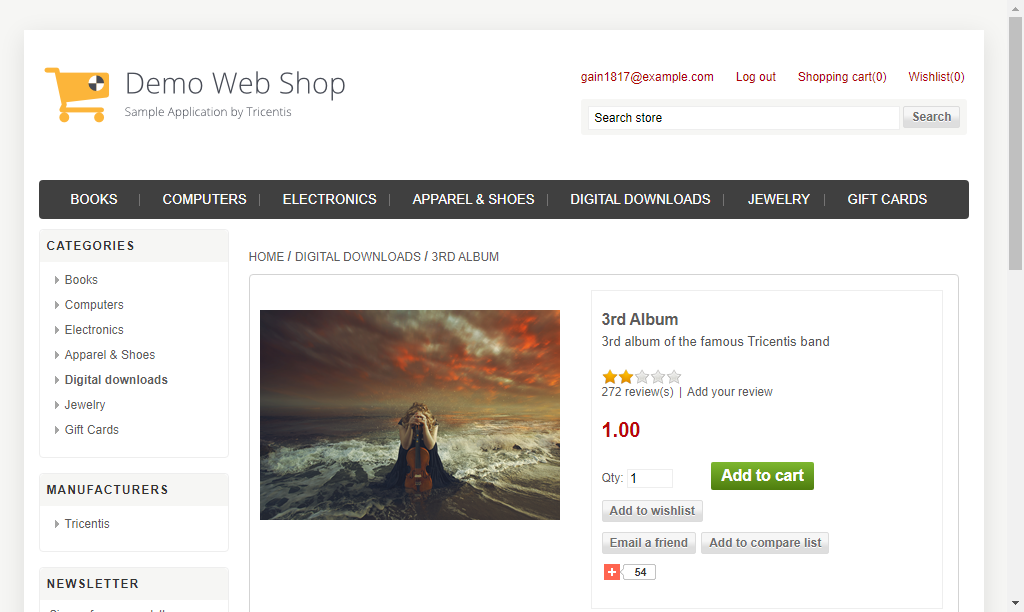 Demo Web Shop
Sample Application by Tricentis
gain1817@example.com Log out Shopping cart(0) Wishlist(0)
Search store Search
BOOKS COMPUTERS ELECTRONICS APPAREL & SHOES DIGITAL DOWNLOADS JEWELRY GIFT CARDS
CATEGORIES
Books
Computers
Electronics
Apparel & Shoes
Digital downloads
Jewelry
Gift Cards
MANUFACTURERS
Tricentis
NEWSLETTER
HOME / DIGITAL DOWNLOADS / 3RD ALBUM
3rd Album
3rd album of the famous Tricentis band
272 review(s) | Add your review
1.00
Qty: 1 Add to cart
Add to wishlist
Email a friend Add to compare list
54